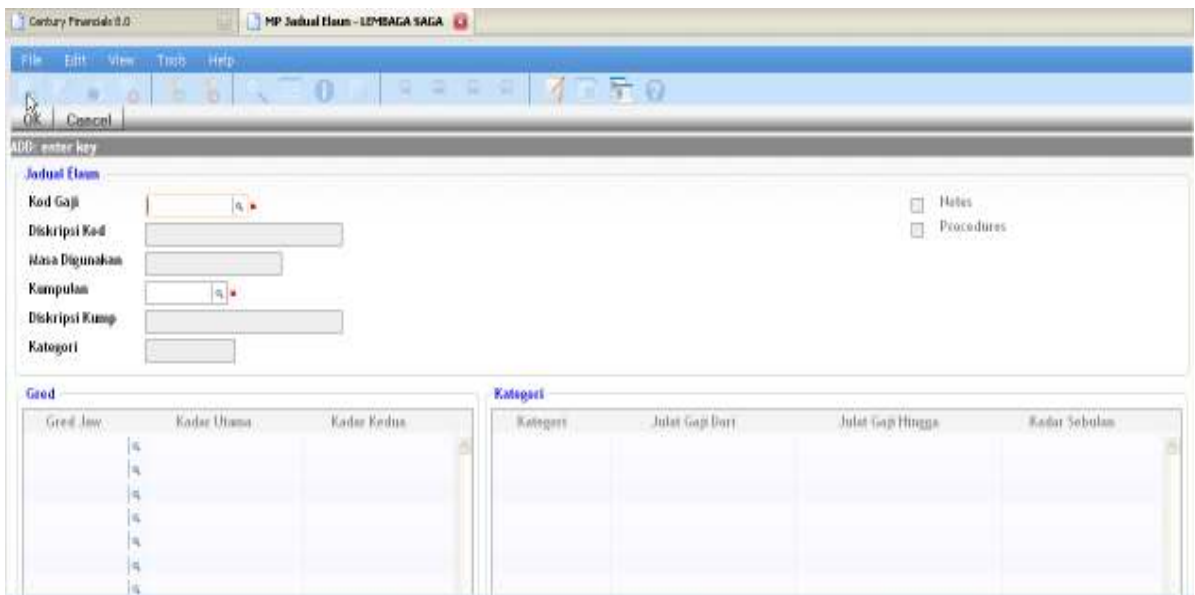 Century Financials 8.0
MP Jadual Elaun - LEMBAGA SAGA
File Edit View Tools Help
OK Cancel
ADD: enter key
Jadual Elaun
Kod Gaji
Notes
Diskripsi Kod
Procedures
Masa Digunakan
Kumpulan
Diskripsi Kump
Kategori
Gred
Kategori
Gred Jaw Kadar Utama Kadar Kedua
Kategori Julat Gaji Dari Julat Gaji Hingga Kadar Sebulan